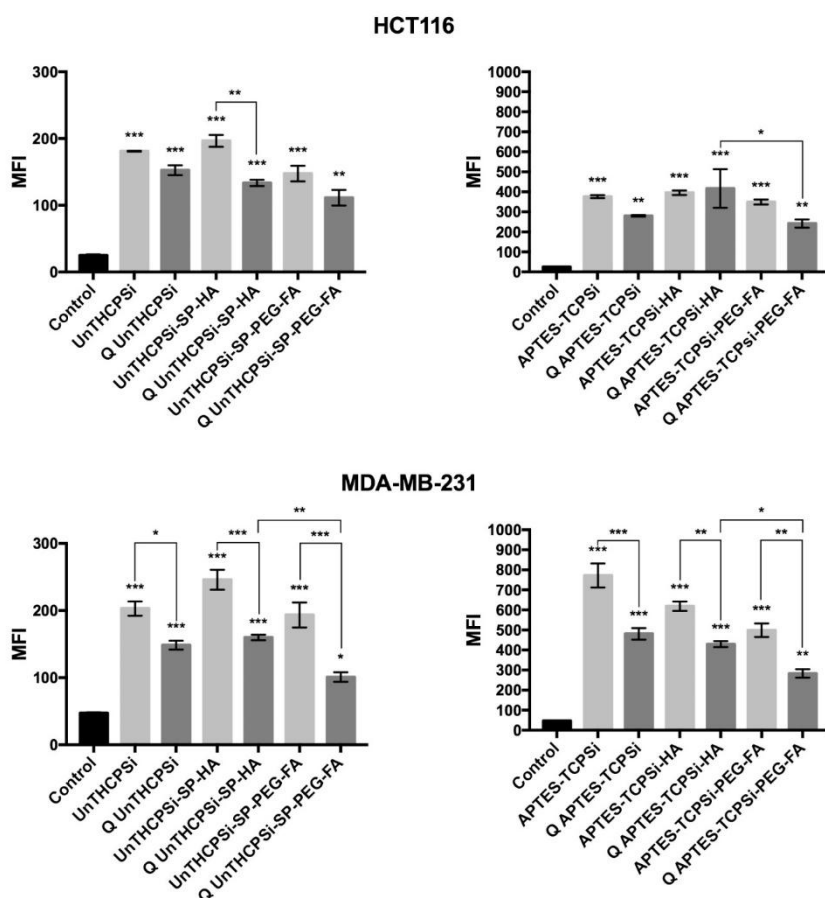 HCT116
300
200
100
0
MFI
**
***
***
***
***
***
**
Control
UnTHCPSi
Q UnTHCPSi
UnTHCPSi-SP-HA
Q UnTHCPSi-SP-HA
UnTHCPSi-SP-PEG-FA
Q UnTHCPSi-SP-PEG-FA
1000
900
800
700
600
500
400
300
200
100
0
MFI
*
***
**
***
***
***
**
Control
APTES-TCPSi
Q APTES-TCPSi
APTES-TCPSi-HA
Q APTES-TCPSi-HA
APTES-TCPSi-PEG-FA
Q APTES-TCPsi-PEG-FA
MDA-MB-231
300
200
100
0
MFI
*
***
**
***
***
***
***
***
***
*
Control
UnTHCPSi
Q UnTHCPSi
UnTHCPSi-SP-HA
Q UnTHCPSi-SP-HA
UnTHCPSi-SP-PEG-FA
Q UnTHCPSi-SP-PEG-FA
1000
900
800
700
600
500
400
300
200
100
0
MFI
***
**
*
**
***
***
***
***
***
**
Control
APTES-TCPSi
Q APTES-TCPSi
APTES-TCPSi-HA
Q APTES-TCPSi-HA
APTES-TCPSi-PEG-FA
Q APTES-TCPsi-PEG-FA